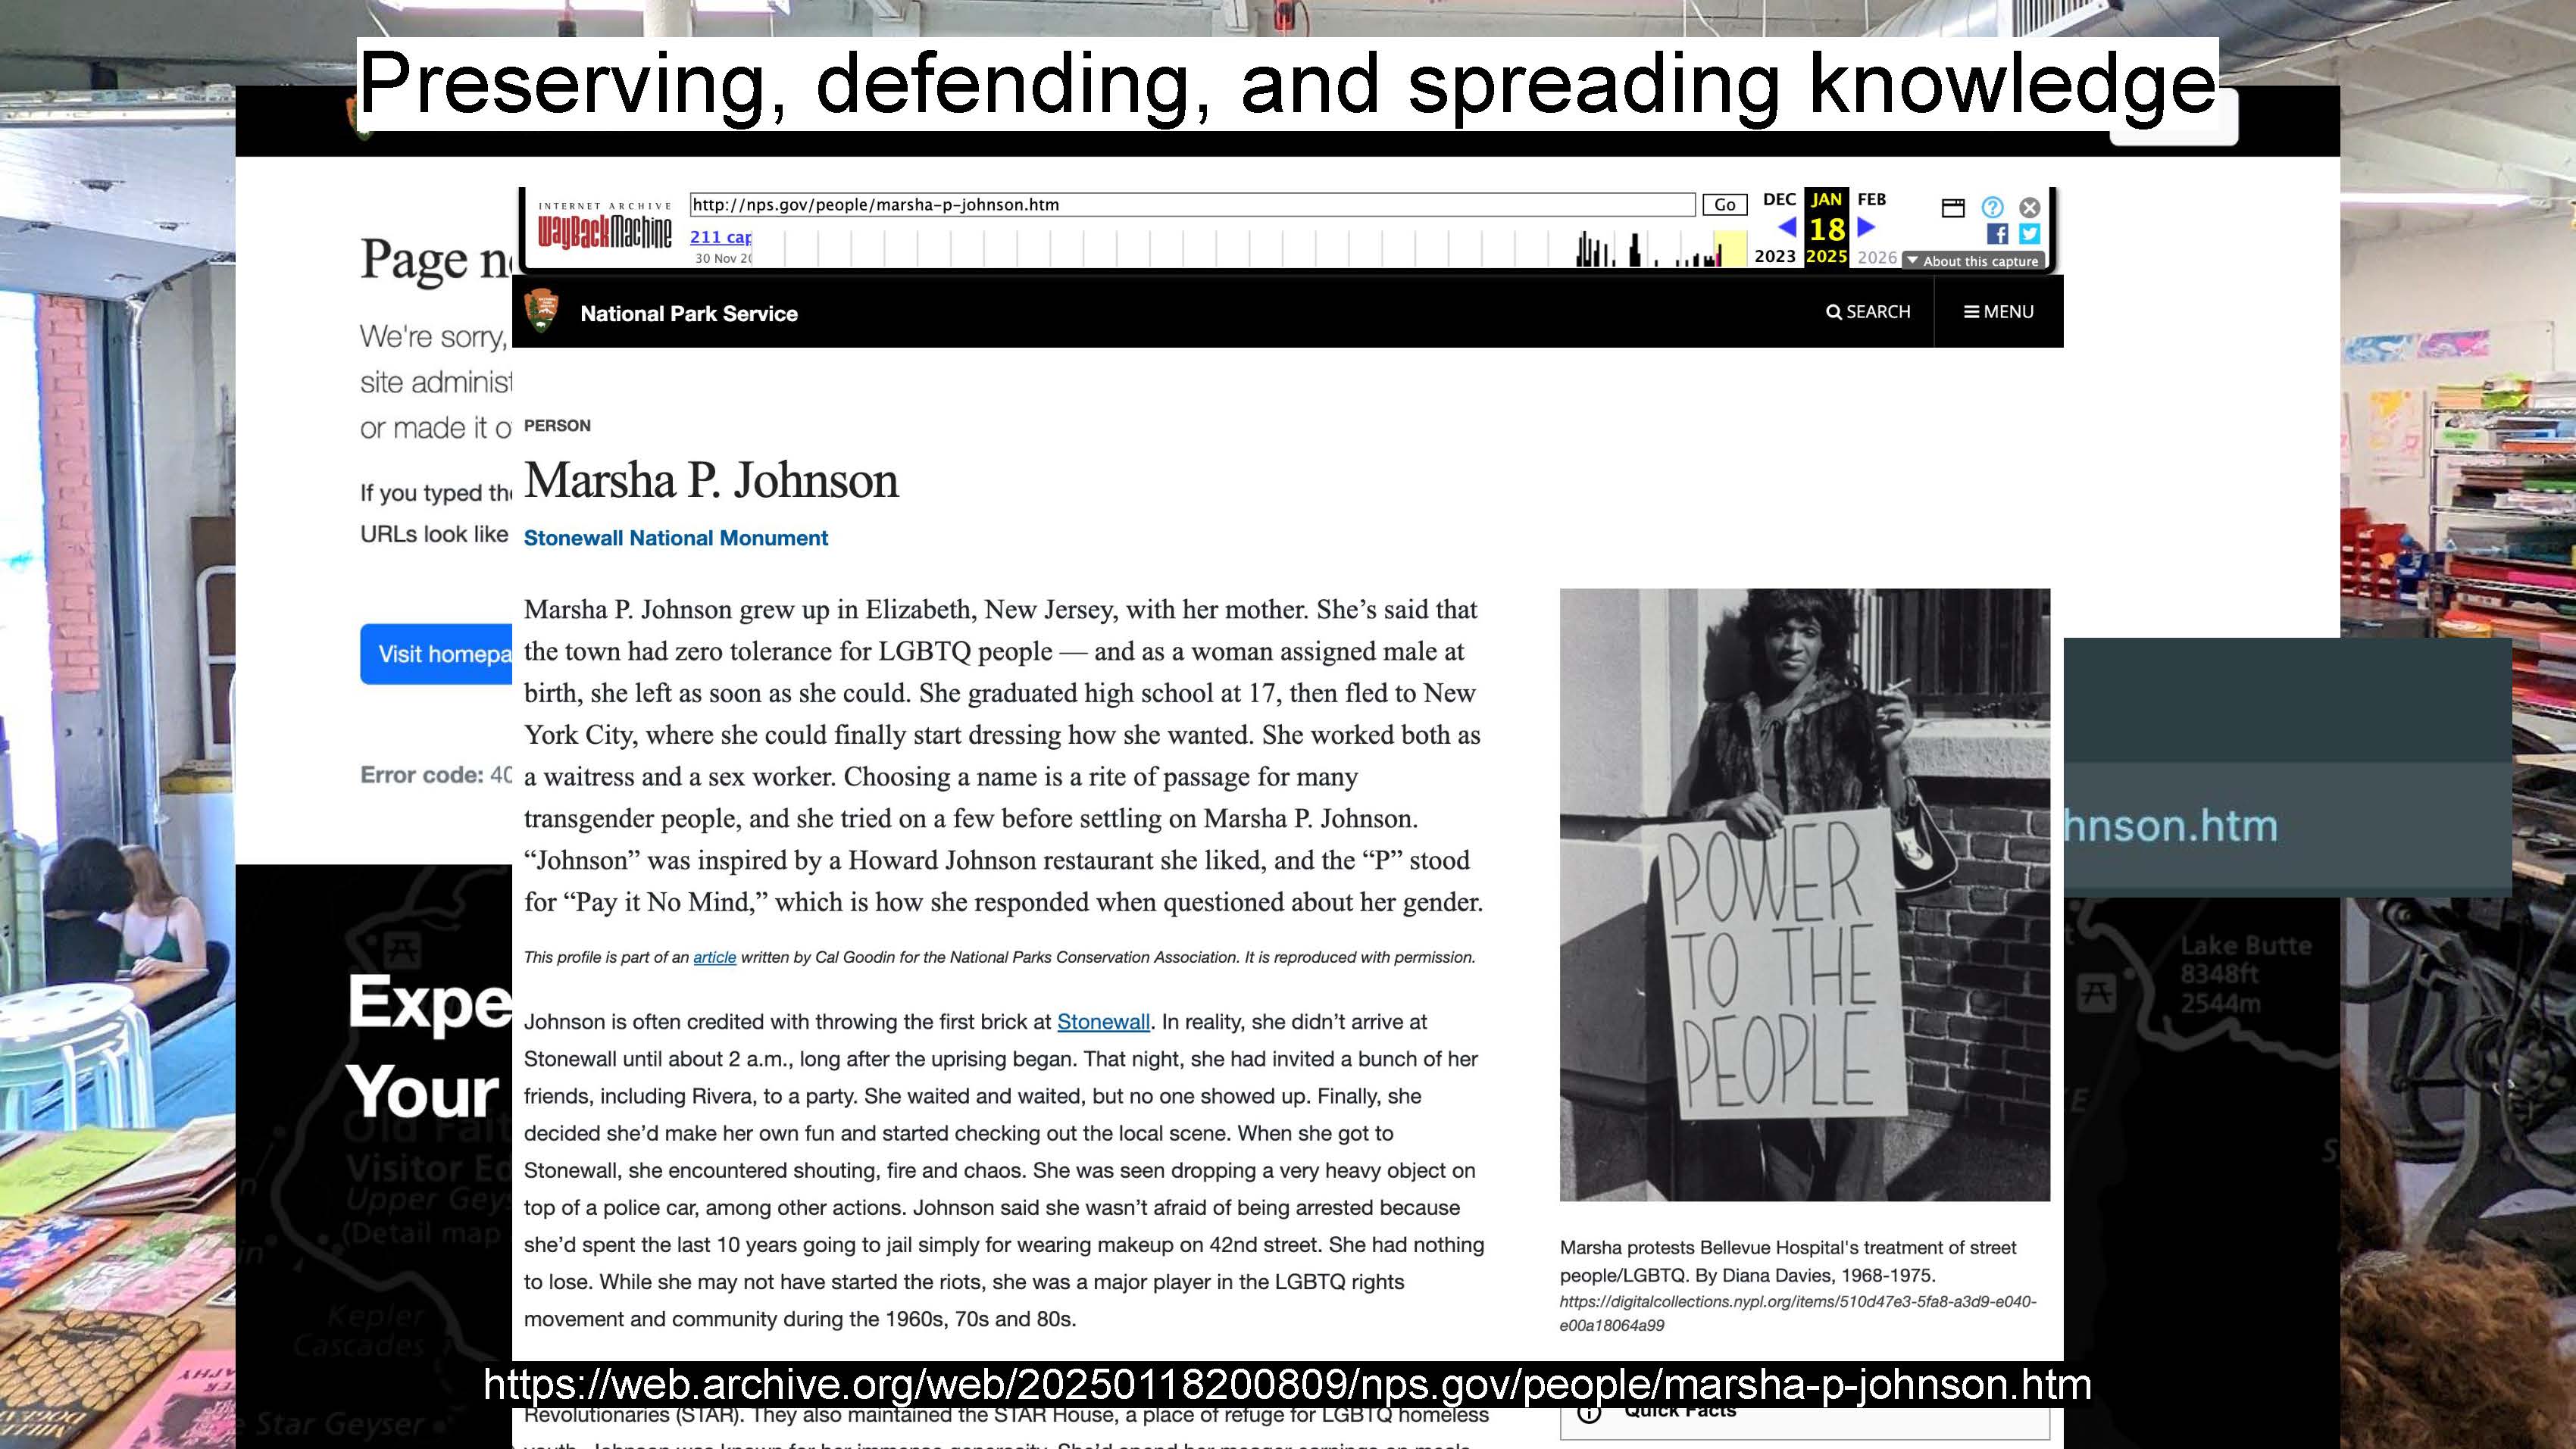 Preserving, defending, and spreading knowledge
INTERNET ARCHIVE
WayBackMachine
http://nps.gov/people/marsha-p-johnson.htm
Go
DEC JAN FEB
18
2023 2025 2026
211 cap
30 Nov 20
About this capture
National Park Service
SEARCH
MENU
Page n
We're sorry,
site administ
or made it o
If you typed the
URLs look like
Visit homepa
Error code: 40
PERSON
Marsha P. Johnson
Stonewall National Monument
Marsha P. Johnson grew up in Elizabeth, New Jersey, with her mother. She’s said that
the town had zero tolerance for LGBTQ people — and as a woman assigned male at
birth, she left as soon as she could. She graduated high school at 17, then fled to New
York City, where she could finally start dressing how she wanted. She worked both as
a waitress and a sex worker. Choosing a name is a rite of passage for many
transgender people, and she tried on a few before settling on Marsha P. Johnson.
“Johnson” was inspired by a Howard Johnson restaurant she liked, and the “P” stood
for “Pay it No Mind,” which is how she responded when questioned about her gender.
This profile is part of an article written by Cal Goodin for the National Parks Conservation Association. It is reproduced with permission.
Johnson is often credited with throwing the first brick at Stonewall. In reality, she didn’t arrive at
Stonewall until about 2 a.m., long after the uprising began. That night, she had invited a bunch of her
friends, including Rivera, to a party. She waited and waited, but no one showed up. Finally, she
decided she’d make her own fun and started checking out the local scene. When she got to
Stonewall, she encountered shouting, fire and chaos. She was seen dropping a very heavy object on
top of a police car, among other actions. Johnson said she wasn’t afraid of being arrested because
she’d spent the last 10 years going to jail simply for wearing makeup on 42nd street. She had nothing
to lose. While she may not have started the riots, she was a major player in the LGBTQ rights
movement and community during the 1960s, 70s and 80s.
POWER
TO THE
PEOPLE
Marsha protests Bellevue Hospital's treatment of street
people/LGBTQ. By Diana Davies, 1968-1975.
https://digitalcollections.nypl.org/items/510d47e3-5fa8-a3d9-e040-
e00a18064a99
hnson.htm
Lake Butte
8348ft
2544m
Expe
Your
Old Fait
Visitor Ed
Upper Geys
(Detail map
Kepler
Cascades
Star Geyser
https://web.archive.org/web/20250118200809/nps.gov/people/marsha-p-johnson.htm
Revolutionaries (STAR). They also maintained the STAR House, a place of refuge for LGBTQ homeless
Quick Facts